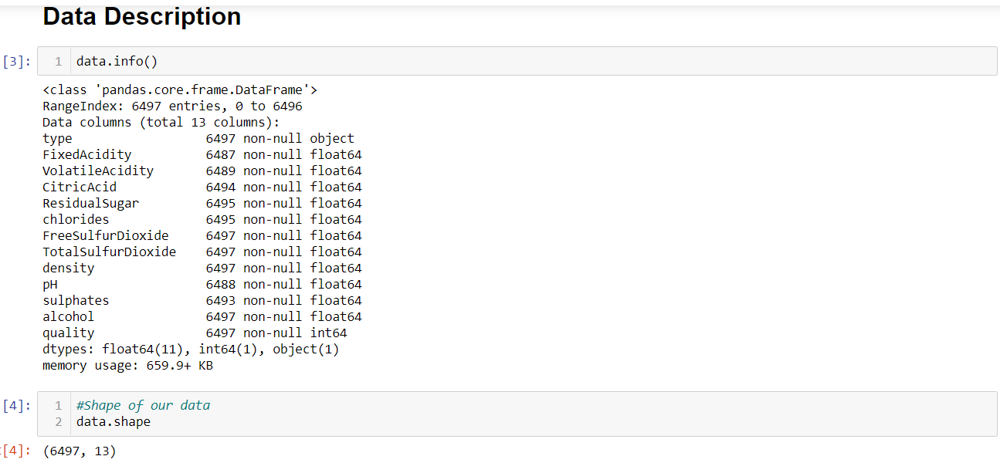 Data Description
[3]: 1 data.info()
<class 'pandas.core.frame.DataFrame'>
RangeIndex: 6497 entries, 0 to 6496
Data columns (total 13 columns):
type 6497 non-null object
FixedAcidity 6487 non-null float64
VolatileAcidity 6489 non-null float64
CitricAcid 6494 non-null float64
ResidualSugar 6495 non-null float64
chlorides 6495 non-null float64
FreeSulfurDioxide 6497 non-null float64
TotalSulfurDioxide 6497 non-null float64
density 6497 non-null float64
pH 6488 non-null float64
sulphates 6493 non-null float64
alcohol 6497 non-null float64
quality 6497 non-null int64
dtypes: float64(11), int64(1), object(1)
memory usage: 659.9+ KB
[4]: 1 #Shape of our data
2 data.shape
[4]: (6497, 13)